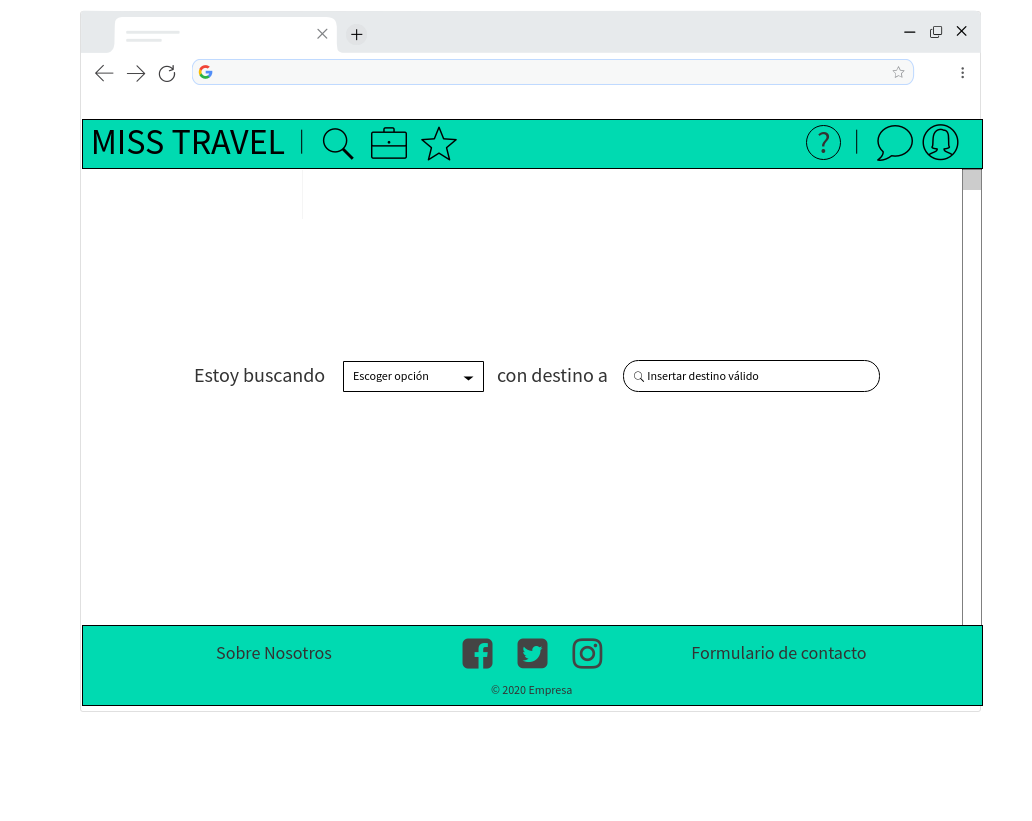 MISS TRAVEL
?
Estoy buscando Escoger opción con destino a Insertar destino válido
Sobre Nosotros Formulario de contacto
© 2020 Empresa